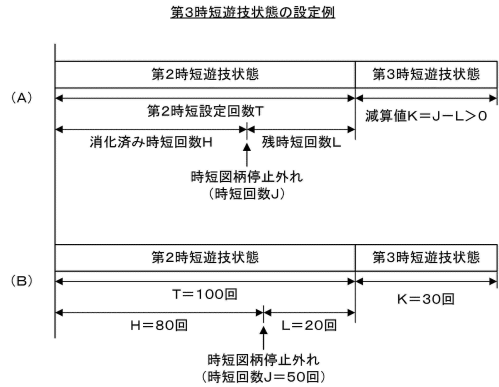 第3時短遊技状態の設定例
第2時短遊技状態 第3時短遊技状態
(A)
第2時短設定回数T
減算値K=J-L>0
消化済み時短回数H 残時短回数L
時短図柄停止外れ
(時短回数J)
第2時短遊技状態 第3時短遊技状態
(B)
T=100回
K=30回
H=80回 L=20回
時短図柄停止外れ
(時短回数J=50回)